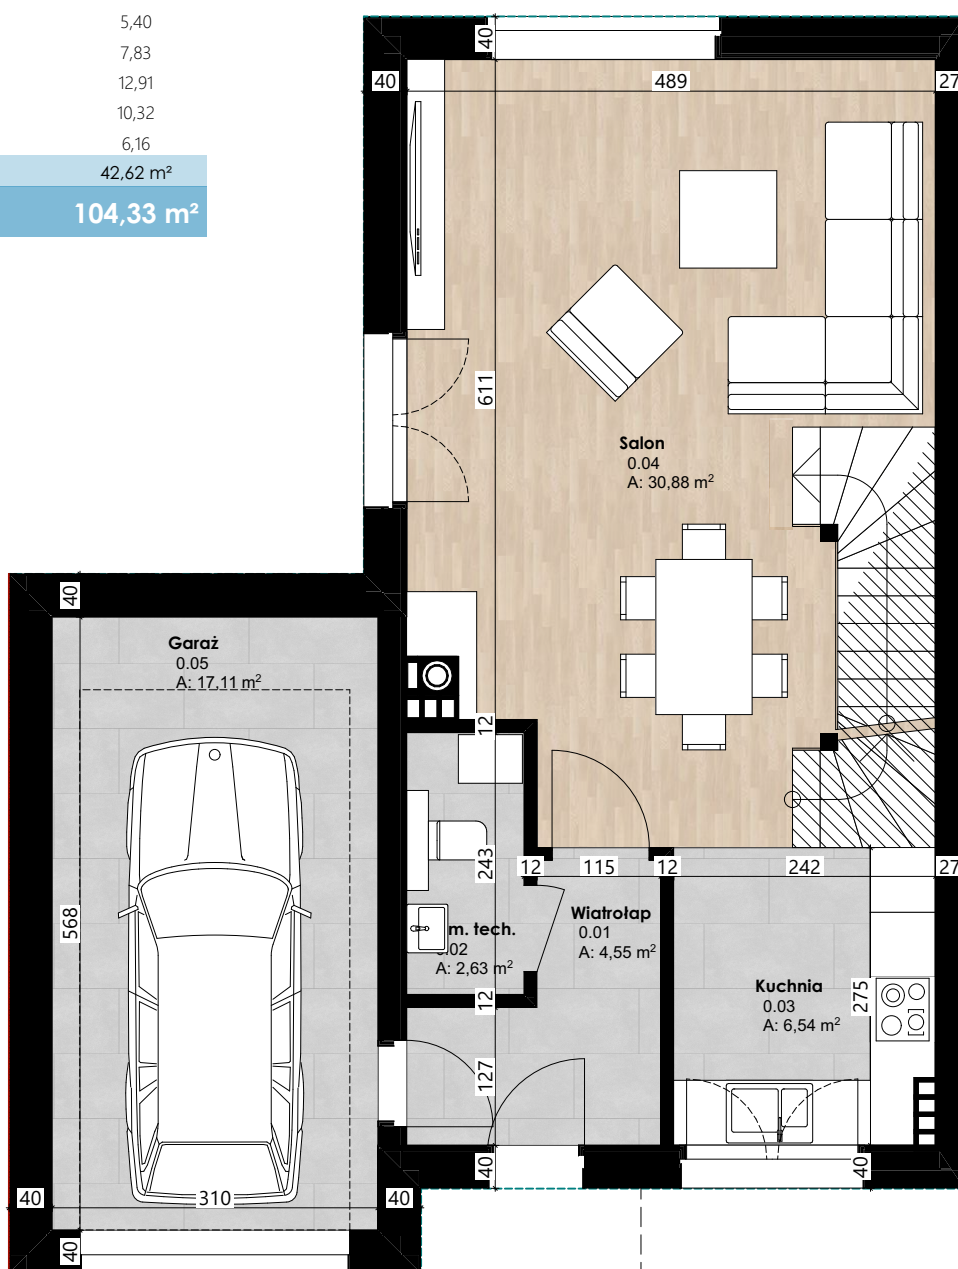 5,40
7,83
12,91
10,32
6,16
42,62 m²
104,33 m²
40
40
489
27
611
Salon
0.04
A: 30,88 m²
40
Garaż
0.05
A: 17,11 m²
12
243
12
115
12
242
27
568
m. tech.
.02
A: 2,63 m²
Wiatrołap
0.01
A: 4,55 m²
Kuchnia
0.03
A: 6,54 m²
275
12
127
40
40
40
310
40
40